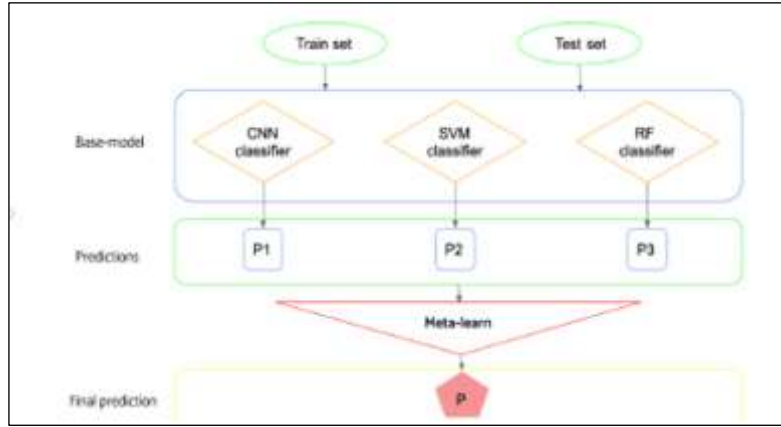 Train set
Test set
Base-model
CNN
classifier
SVM
classifier
RF
classifier
Predictions
P1
P2
P3
Meta-learn
Final prediction
P